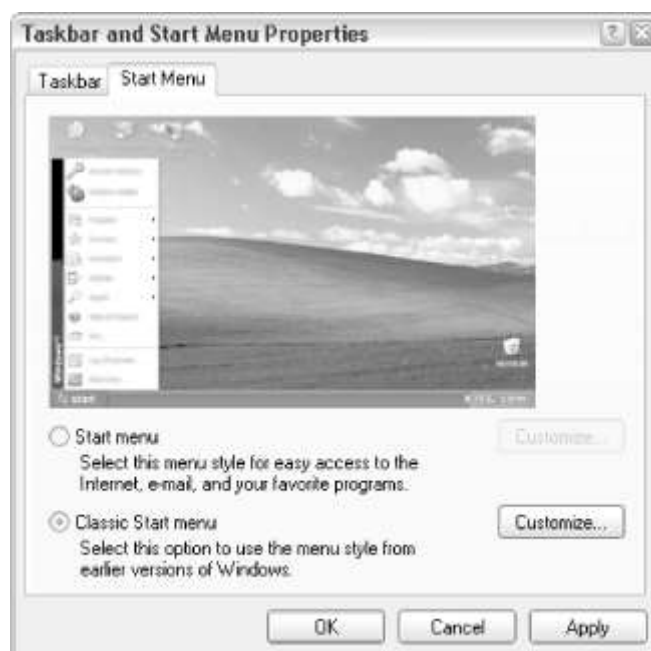 Taskbar and Start Menu Properties
Taskbar Start Menu
Windows
start
Start menu
Customize...
Select this menu style for easy access to the
Internet, e-mail, and your favorite programs.
Classic Start menu
Customize...
Select this option to use the menu style from
earlier versions of Windows.
OK Cancel Apply